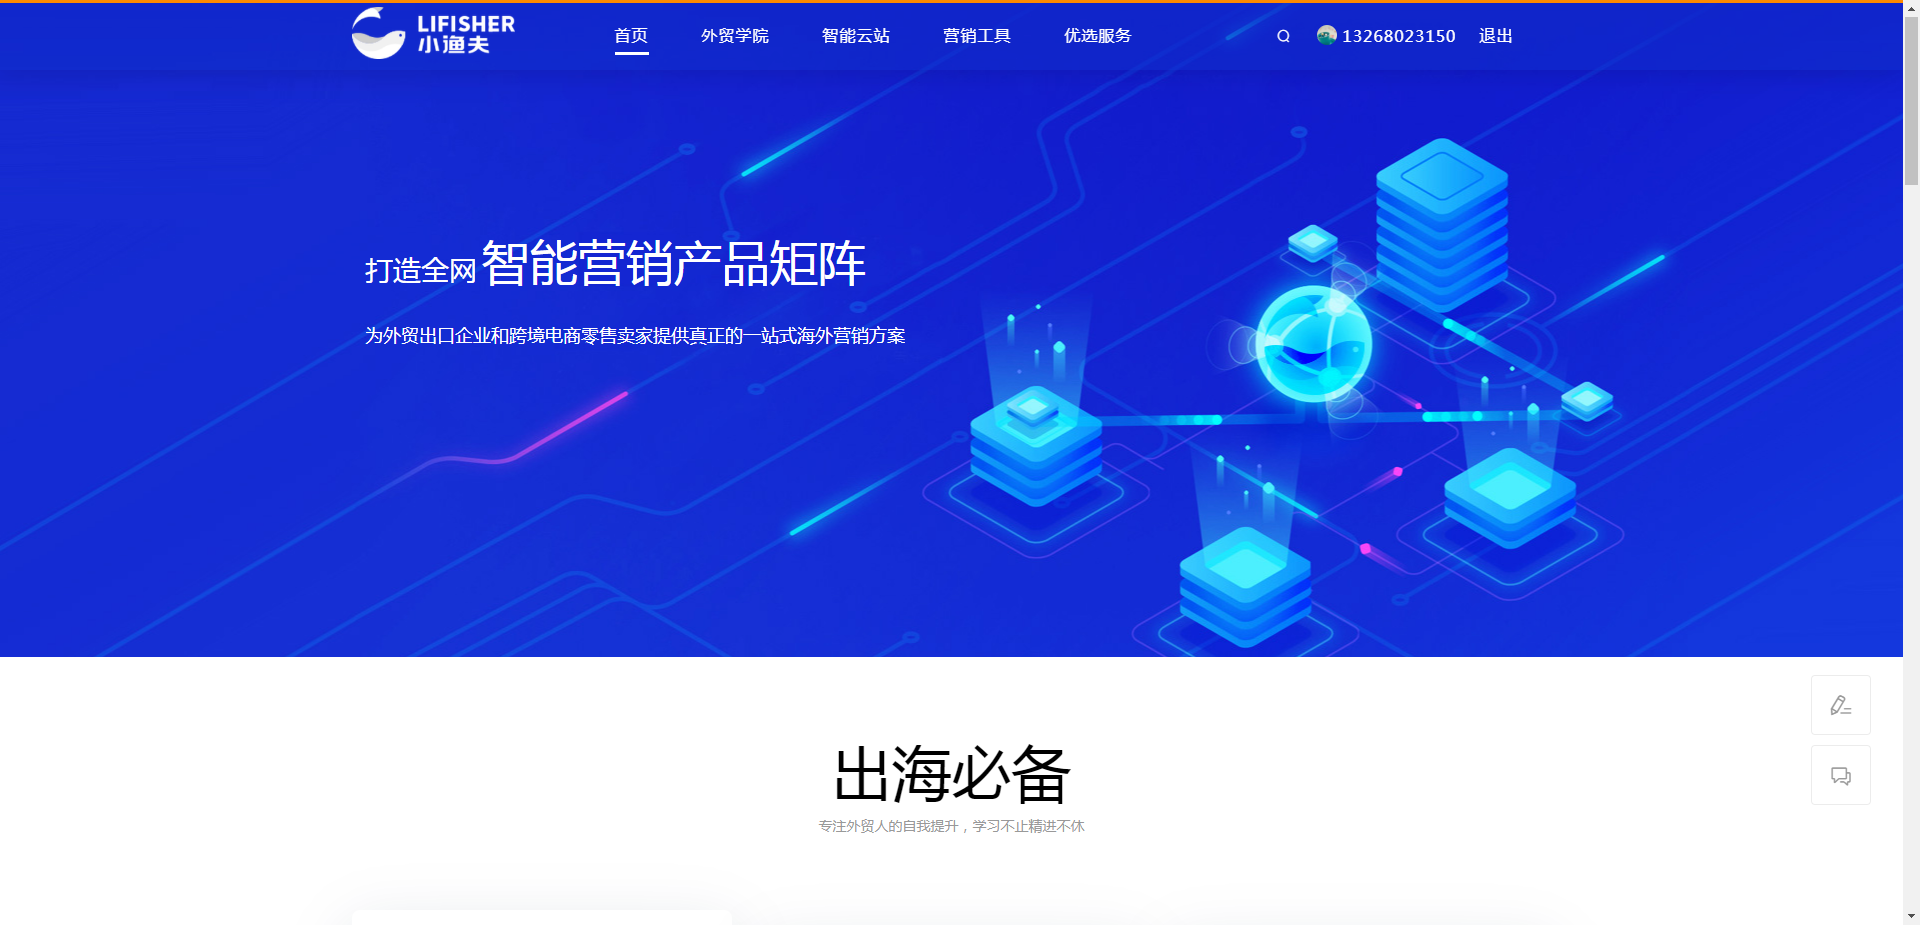 LIFISHER
小渔夫
首页 外贸学院 智能云站 营销工具 优选服务 13268023150 退出
打造全网 智能营销产品矩阵
为外贸出口企业和跨境电商零售卖家提供真正的一站式海外营销方案
出海必备
专注外贸人的自我提升，学习不止精进不休